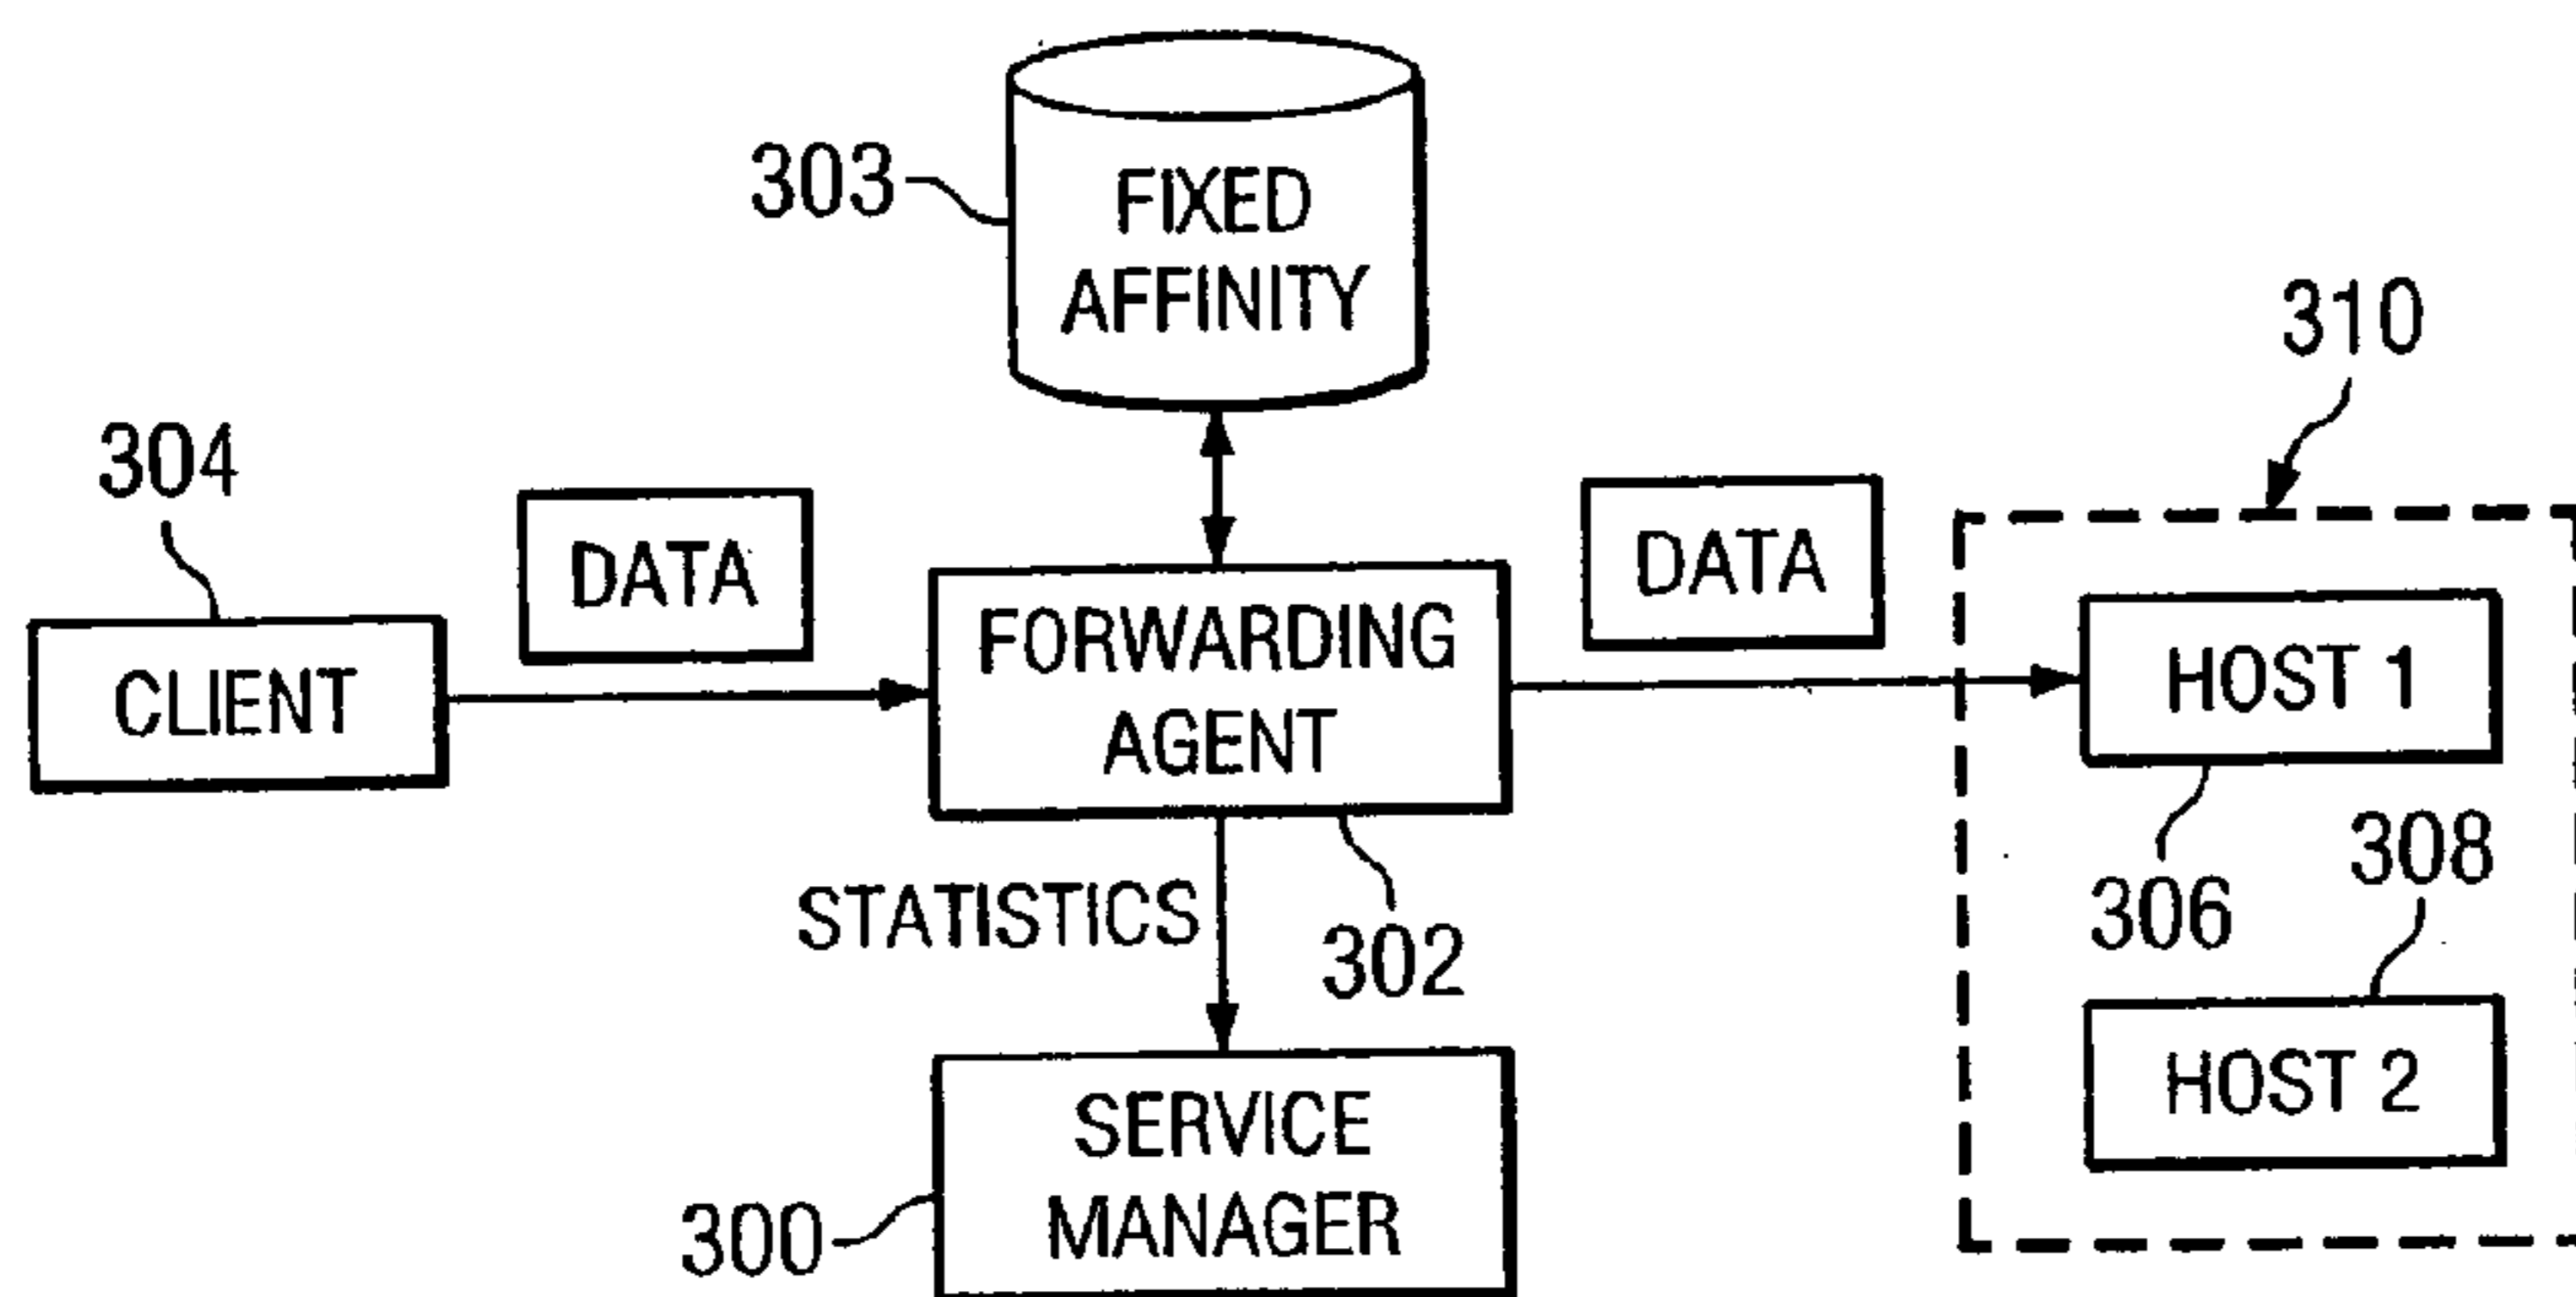 303
FIXED
AFFINITY
310
304
DATA
DATA
CLIENT
FORWARDING
AGENT
HOST 1
306
308
STATISTICS
302
HOST 2
SERVICE
MANAGER
300